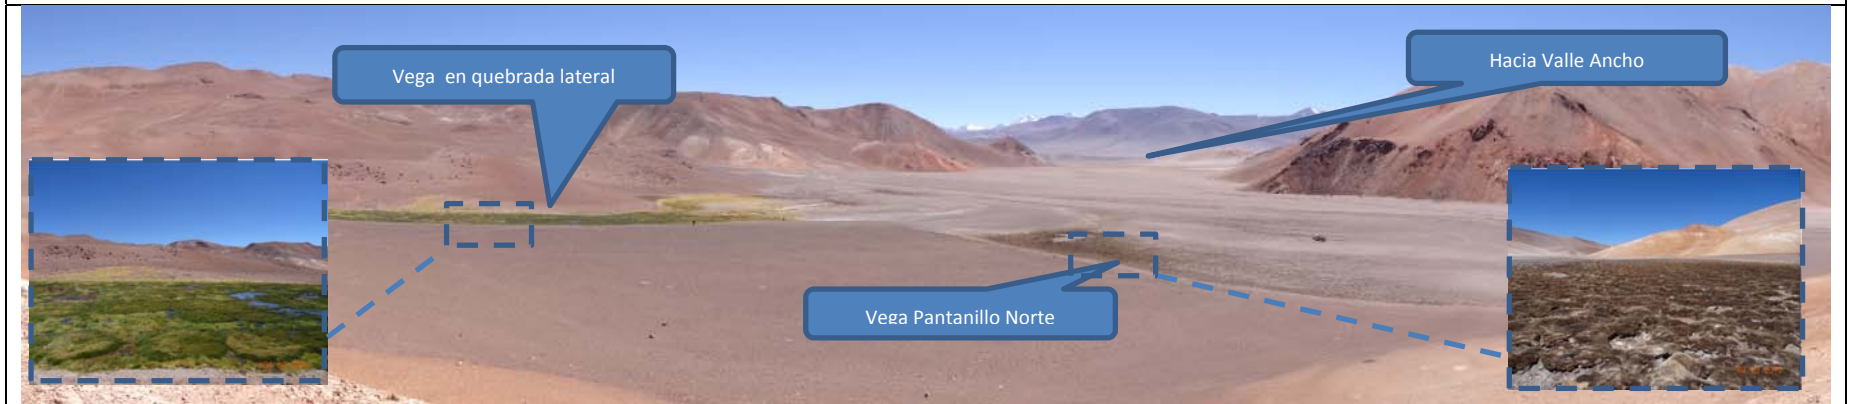 Vega en quebrada lateral
Hacia Valle Ancho
Vega Pantanillo Norte